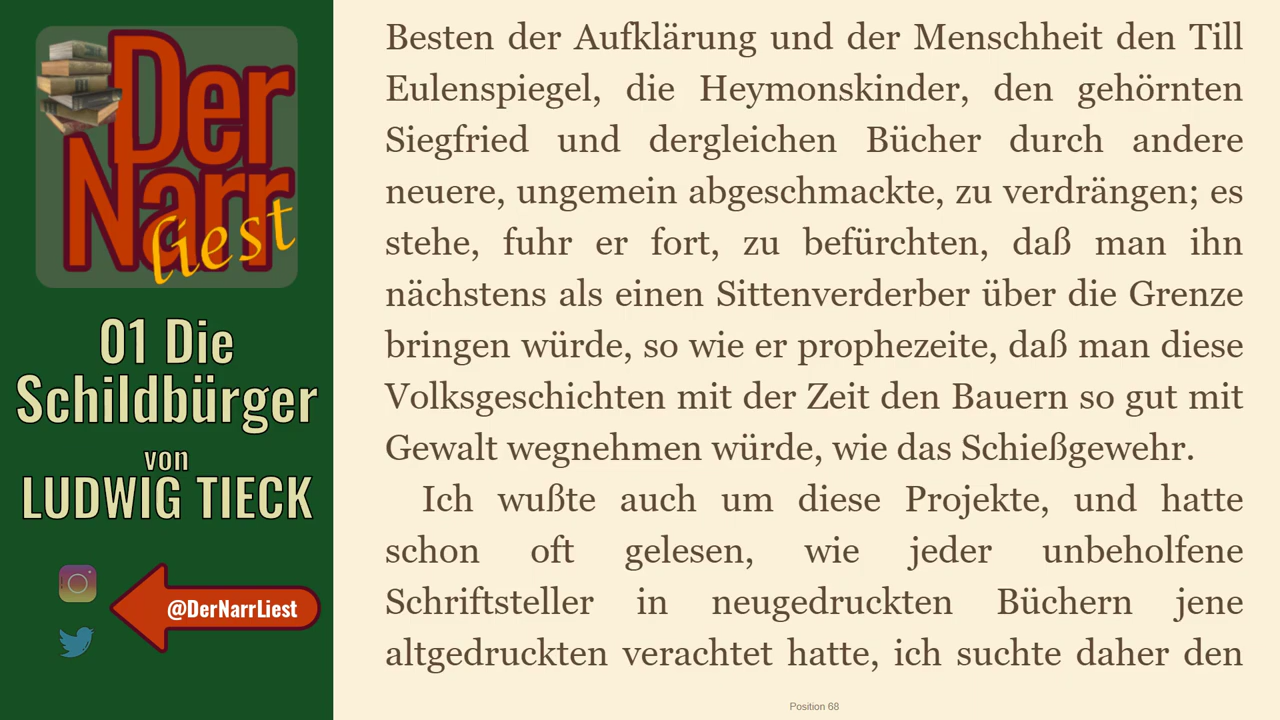 Der
Narr
liest
01 Die
Schildbürger
von
LUDWIG TIECK
@DerNarrLiest
Besten der Aufklärung und der Menschheit den Till
Eulenspiegel, die Heymonskinder, den gehörnten
Siegfried und dergleichen Bücher durch andere
neuere, ungemein abgeschmackte, zu verdrängen; es
stehe, fuhr er fort, zu befürchten, daß man ihn
nächstens als einen Sittenverderber über die Grenze
bringen würde, so wie er prophezeite, daß man diese
Volksgeschichten mit der Zeit den Bauern so gut mit
Gewalt wegnehmen würde, wie das Schießgewehr.
Ich wußte auch um diese Projekte, und hatte
schon oft gelesen, wie jeder unbeholfene
Schriftsteller in neugedruckten Büchern jene
altgedruckten verachtet hatte, ich suchte daher den
Position 68